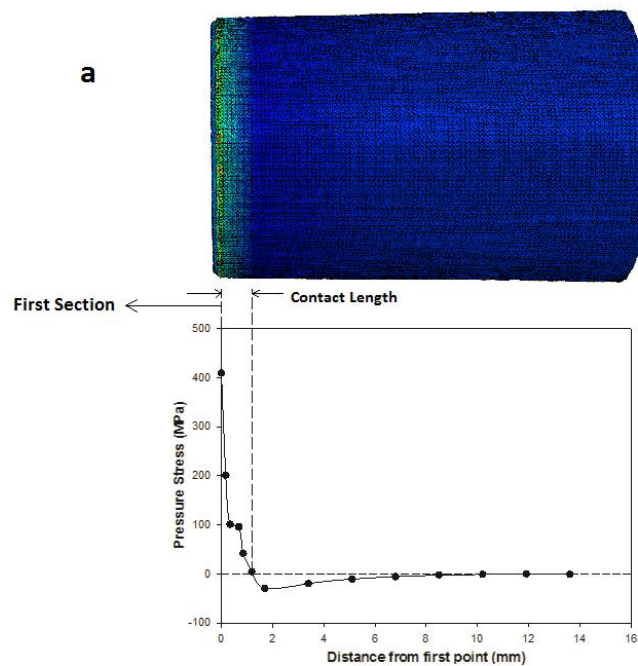 a
First Section
Contact Length
500
400
300
200
100
0
-100
Pressure Stress (MPa)
0 2 4 6 8 10 12 14 16
Distance from first point (mm)